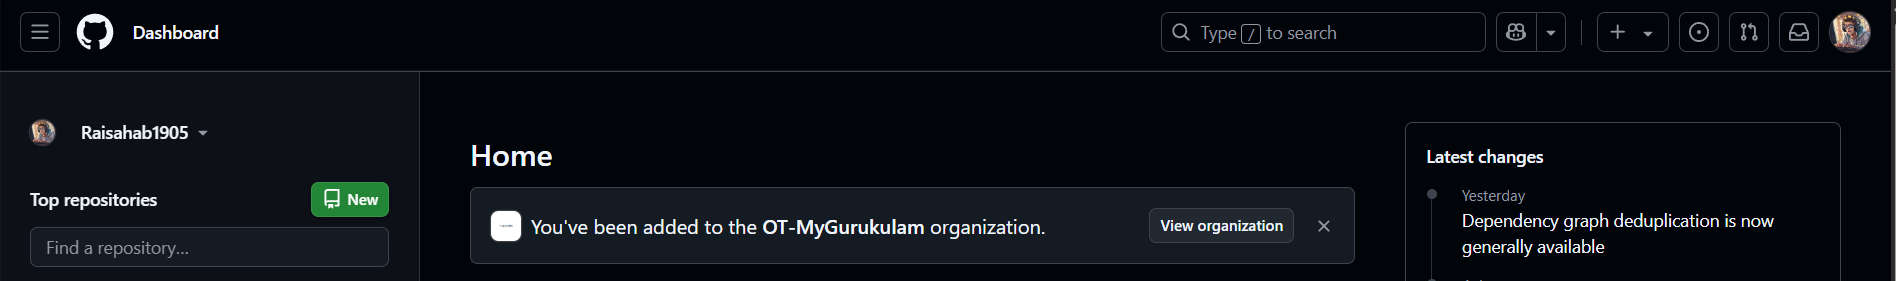 Dashboard
Type / to search
Raisahab1905
Top repositories
New
Find a repository...
Home
You've been added to the OT-MyGurukulam organization.
View organization
Latest changes
Yesterday
Dependency graph deduplication is now
generally available